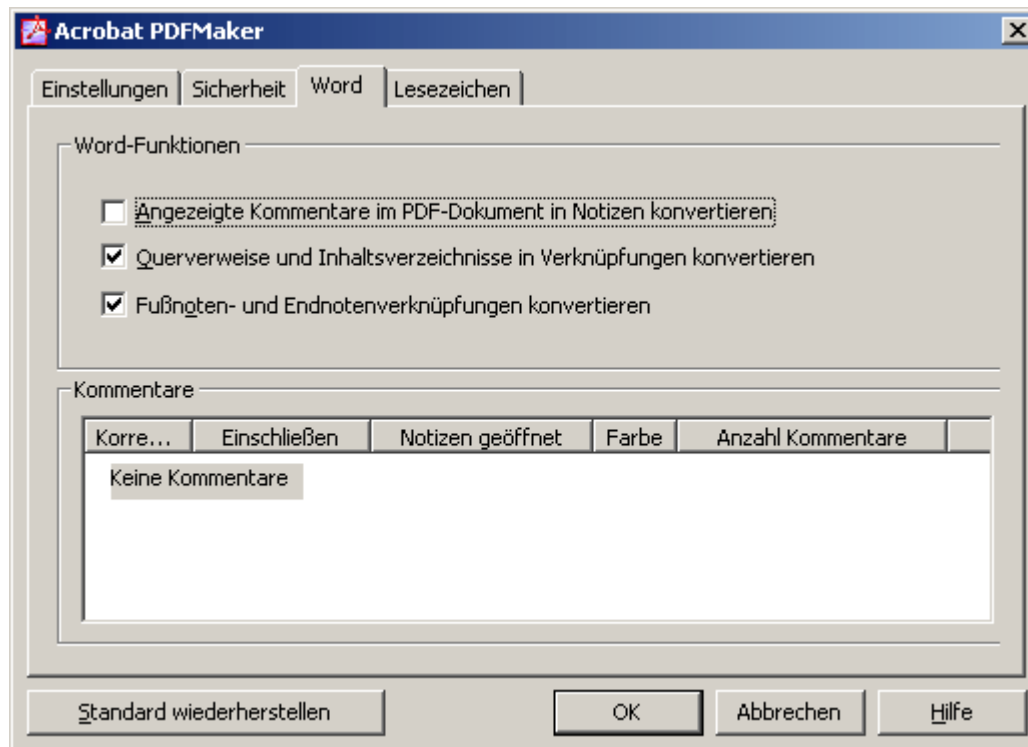 Acrobat PDFMaker
Einstellungen Sicherheit Word Lesezeichen
Word-Funktionen
Angezeigte Kommentare im PDF-Dokument in Notizen konvertieren
Querverweise und Inhaltsverzeichnisse in Verknüpfungen konvertieren
Fußnoten- und Endnotenverknüpfungen konvertieren
Kommentare
Korre... Einschließen Notizen geöffnet Farbe Anzahl Kommentare
Keine Kommentare
Standard wiederherstellen OK Abbrechen Hilfe